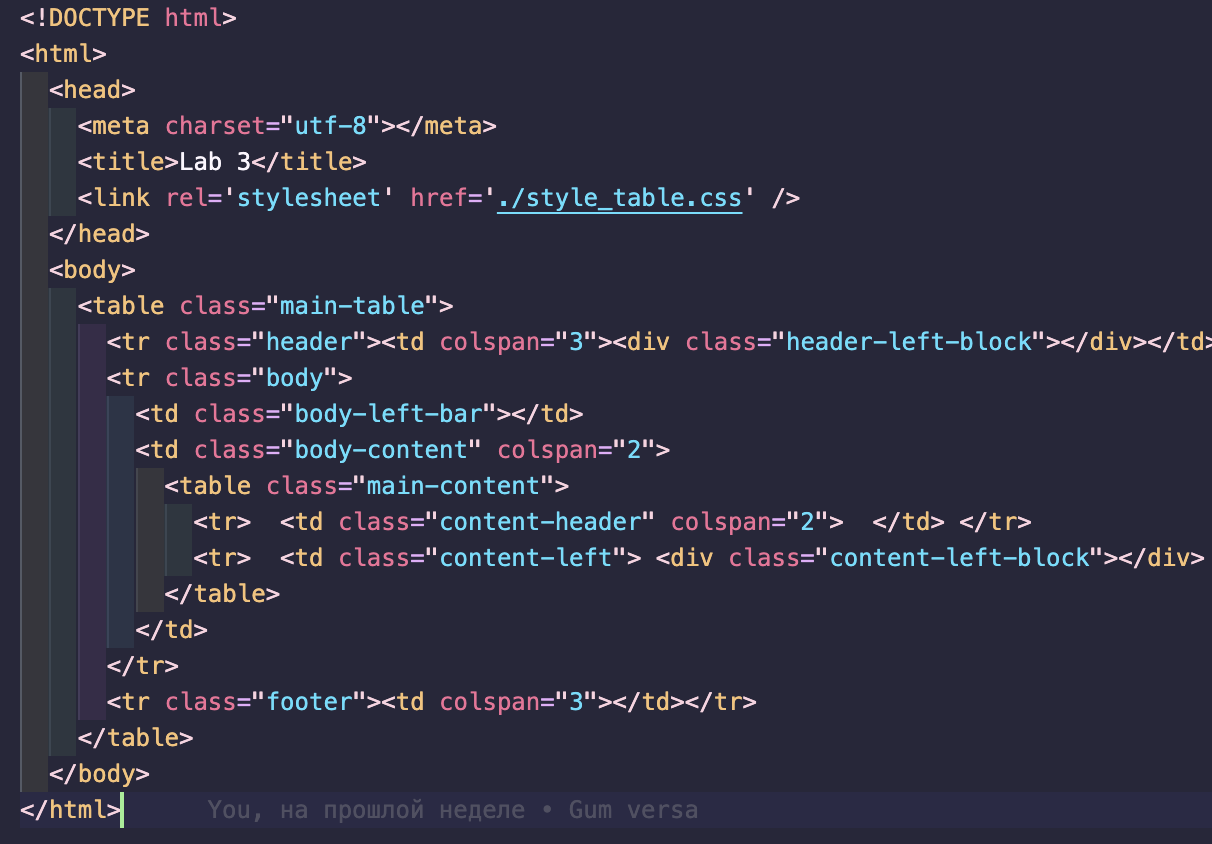 <!DOCTYPE html>
<html>
<head>
<meta charset="utf-8"></meta>
<title>Lab 3</title>
<link rel='stylesheet' href='./style_table.css' />
</head>
<body>
<table class="main-table">
<tr class="header"><td colspan="3"><div class="header-left-block"></div></td>
<tr class="body">
<td class="body-left-bar"></td>
<td class="body-content" colspan="2">
<table class="main-content">
<tr>  <td class="content-header" colspan="2">  </td> </tr>
<tr>  <td class="content-left"> <div class="content-left-block"></div>
</table>
</td>
</tr>
<tr class="footer"><td colspan="3"></td></tr>
</table>
</body>
</html> You, на прошлой неделе • Gum versa